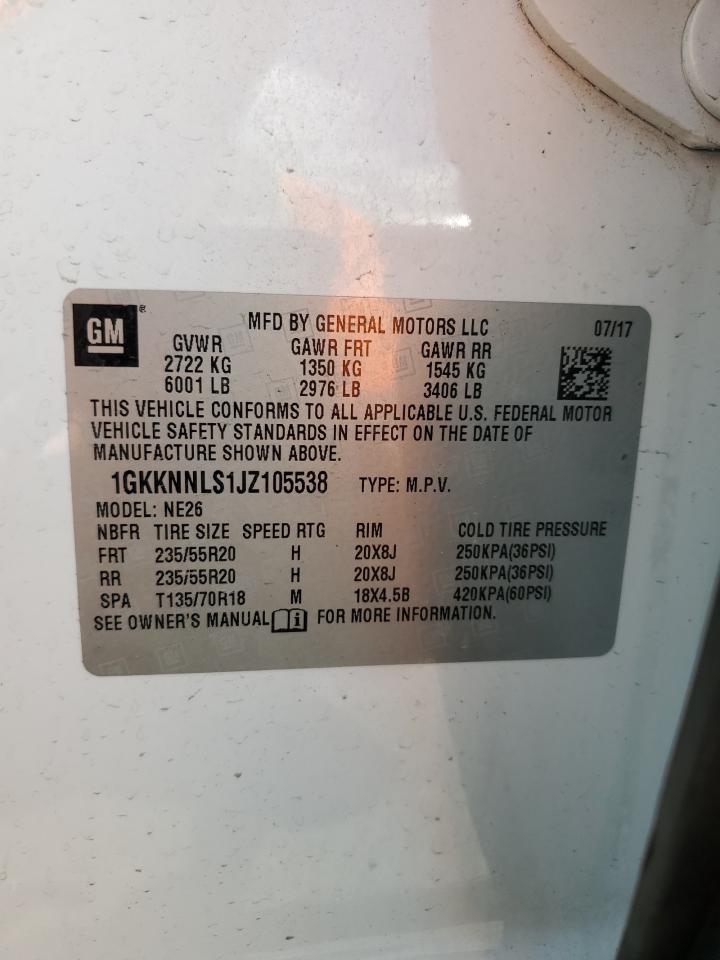 GM ®
MFD BY GENERAL MOTORS LLC 07/17
GVWR GAWR FRT GAWR RR
2722 KG 1350 KG 1545 KG
6001 LB 2976 LB 3406 LB
THIS VEHICLE CONFORMS TO ALL APPLICABLE U.S. FEDERAL MOTOR
VEHICLE SAFETY STANDARDS IN EFFECT ON THE DATE OF
MANUFACTURE SHOWN ABOVE.
1GKKNNLS1JZ105538 TYPE: M.P.V.
MODEL: NE26
NBFR TIRE SIZE SPEED RTG RIM COLD TIRE PRESSURE
FRT 235/55R20 H 20X8J 250KPA(36PSI)
RR 235/55R20 H 20X8J 250KPA(36PSI)
SPA T135/70R18 M 18X4.5B 420KPA(60PSI)
SEE OWNER'S MANUAL i FOR MORE INFORMATION.